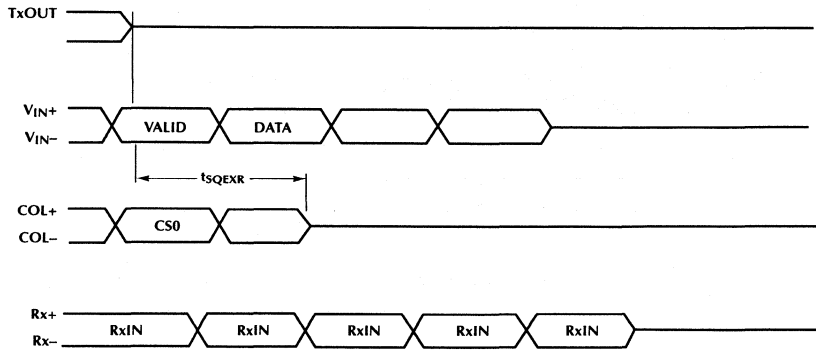 TxOUT
VIN+
VIN–
VALID DATA
tSQEXR
COL+
COL–
CS0
Rx+
Rx–
RxIN RxIN RxIN RxIN RxIN